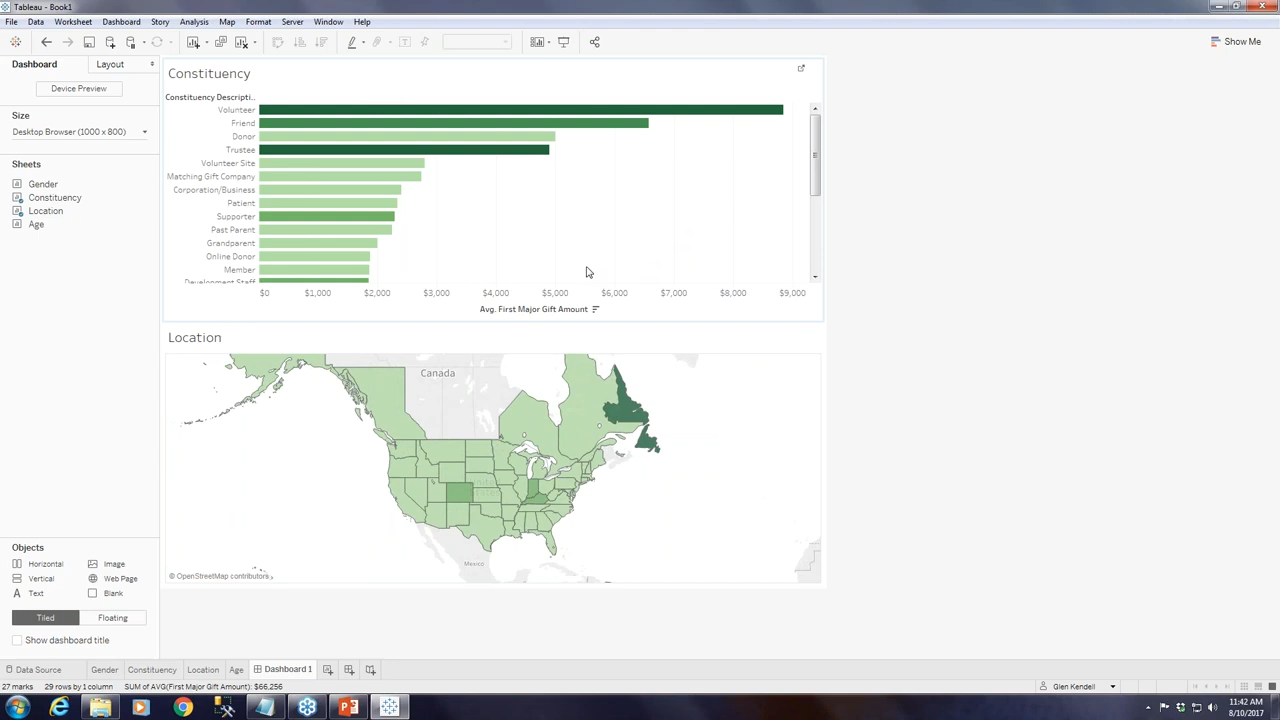 Tableau - Book1
File Data Worksheet Dashboard Story Analysis Map Format Server Window Help
Show Me
Dashboard Layout
Device Preview
Size
Desktop Browser (1000 x 800)
Sheets
Gender
Constituency
Location
Age
Objects
Horizontal Image
Vertical Web Page
Text Blank
Tiled Floating
Show dashboard title
Constituency
Constituency Descripti..
Volunteer
Friend
Donor
Trustee
Volunteer Site
Matching Gift Company
Corporation/Business
Patient
Supporter
Past Parent
Grandparent
Online Donor
Member
Development Staff
$0 $1,000 $2,000 $3,000 $4,000 $5,000 $6,000 $7,000 $8,000 $9,000
Avg. First Major Gift Amount
Location
Canada
United States
Mexico
© OpenStreetMap contributors
Data Source Gender Constituency Location Age Dashboard 1
27 marks 29 rows by 1 column SUM of AVG(First Major Gift Amount): $66,256
Glen Kendell
11:42 AM
8/10/2017